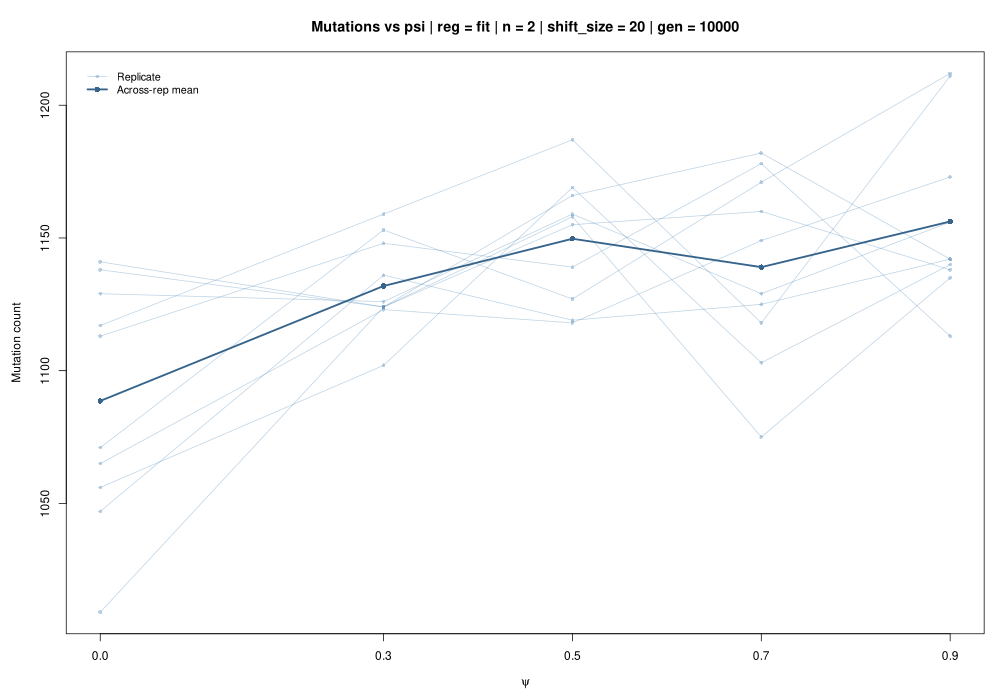 Mutations vs psi | reg = fit | n = 2 | shift_size = 20 | gen = 10000
Replicate
Across-rep mean
Mutation count
1200
1150
1100
1050
0.0 0.3 0.5 0.7 0.9
ψ